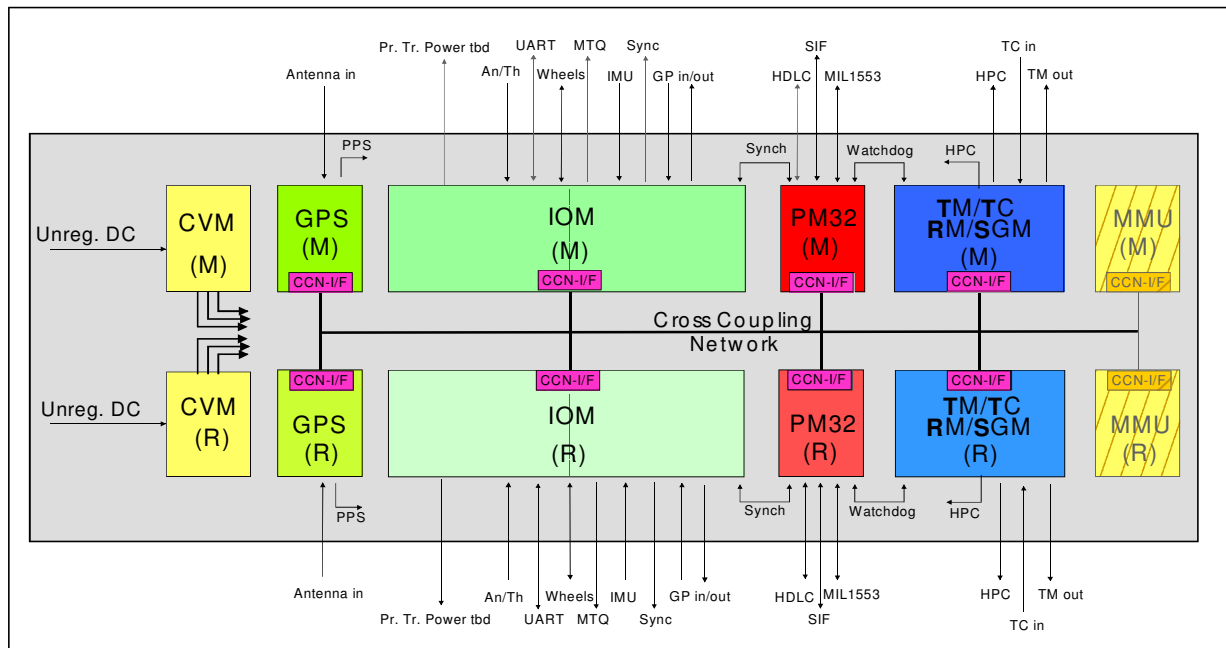 UART MTQ Sync SIF TC in
Pr. Tr. Power tbd
An/Th Wheels IMU GP in/out HDLC MIL1553 HPC TM out
Antenna in
PPS Synch Watchdog HPC
CVM
(M)
GPS
(M)
CCN-I/F
IOM
(M)
CCN-I/F
PM32
(M)
CCN-I/F
TM/TC
RM/SGM
(M)
CCN-I/F
MMU
(M)
CCN-I/F
Unreg. DC
Cross Coupling
Network
Unreg. DC
CVM
(R)
CCN-I/F
GPS
(R)
CCN-I/F
IOM
(R)
CCN-I/F
PM32
(R)
CCN-I/F
TM/TC
RM/SGM
(R)
CCN-I/F
MMU
(R)
PPS Synch Watchdog HPC
Antenna in
An/Th Wheels IMU GP in/out HDLC MIL1553 HPC TM out
Pr. Tr. Power tbd UART MTQ Sync SIF TC in